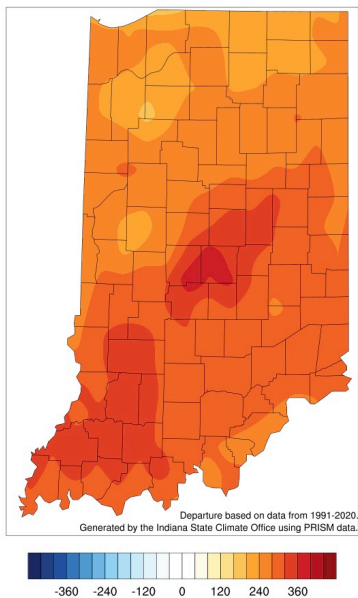 Departure based on data from 1991-2020.
Generated by the Indiana State Climate Office using PRISM data.
-360 -240 -120 0 120 240 360